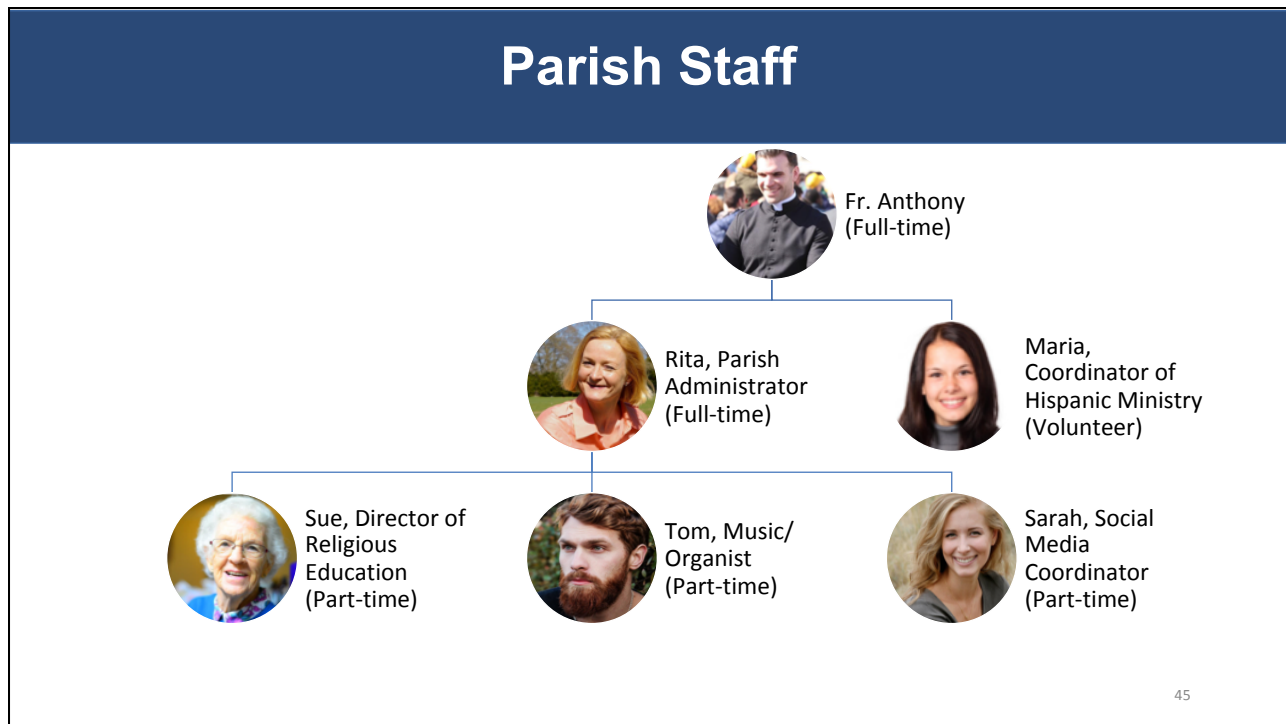 Parish Staff
Fr. Anthony
(Full-time)
Rita, Parish
Administrator
(Full-time)
Maria,
Coordinator of
Hispanic Ministry
(Volunteer)
Sue, Director of
Religious
Education
(Part-time)
Tom, Music/
Organist
(Part-time)
Sarah, Social
Media
Coordinator
(Part-time)
45